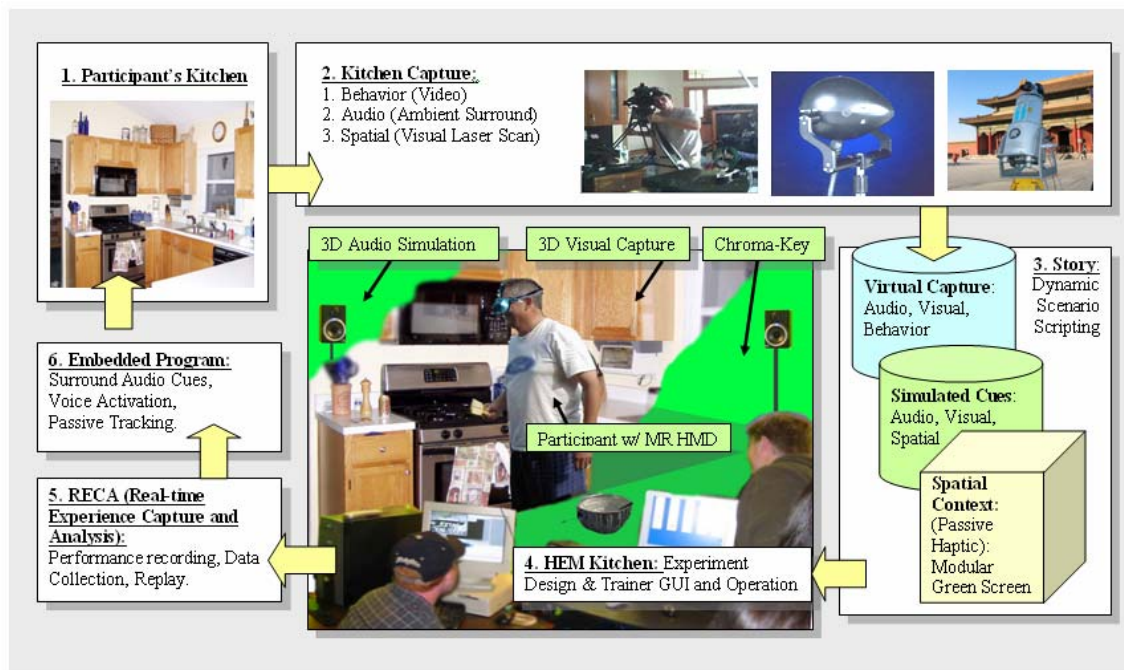 1. Participant's Kitchen
2. Kitchen Capture:
1. Behavior (Video)
2. Audio (Ambient Surround)
3. Spatial (Visual Laser Scan)
3D Audio Simulation
3D Visual Capture
Chroma-Key
3. Story:
Dynamic
Scenario
Scripting
Virtual Capture:
Audio, Visual,
Behavior
Simulated Cues:
Audio, Visual,
Spatial
Spatial
Context:
(Passive
Haptic):
Modular
Green Screen
Participant w/ MR HMD
4. HEM Kitchen: Experiment
Design & Trainer GUI and Operation
5. RECA (Real-time
Experience Capture and
Analysis):
Performance recording, Data
Collection, Replay.
6. Embedded Program:
Surround Audio Cues,
Voice Activation,
Passive Tracking.